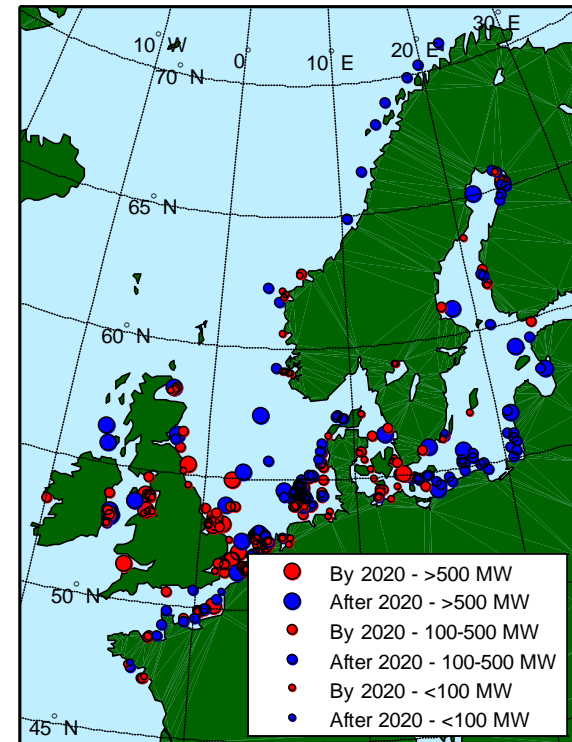 10 W
70 N
0
10 E
20 E
30 E
65 N
60 N
50 N
45 N
By 2020 - >500 MW
After 2020 - >500 MW
By 2020 - 100-500 MW
After 2020 - 100-500 MW
By 2020 - <100 MW
After 2020 - <100 MW